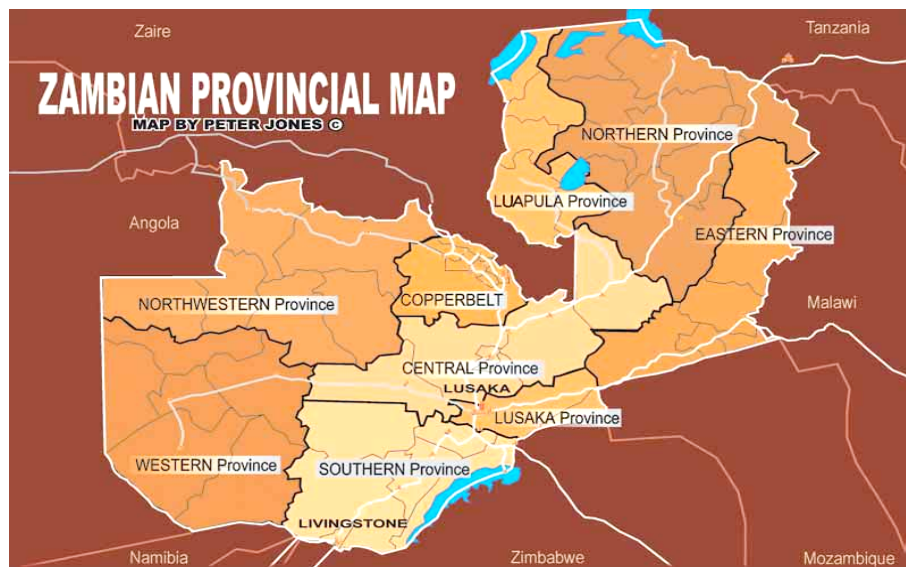 Zaire
Tanzania
ZAMBIAN PROVINCIAL MAP
MAP BY PETER JONES ©
NORTHERN Province
LUAPULA Province
Angola
EASTERN Province
NORTHWESTERN Province
COPPERBELT
Malawi
CENTRAL Province
LUSAKA
LUSAKA Province
WESTERN Province
SOUTHERN Province
LIVINGSTONE
Namibia
Zimbabwe
Mozambique